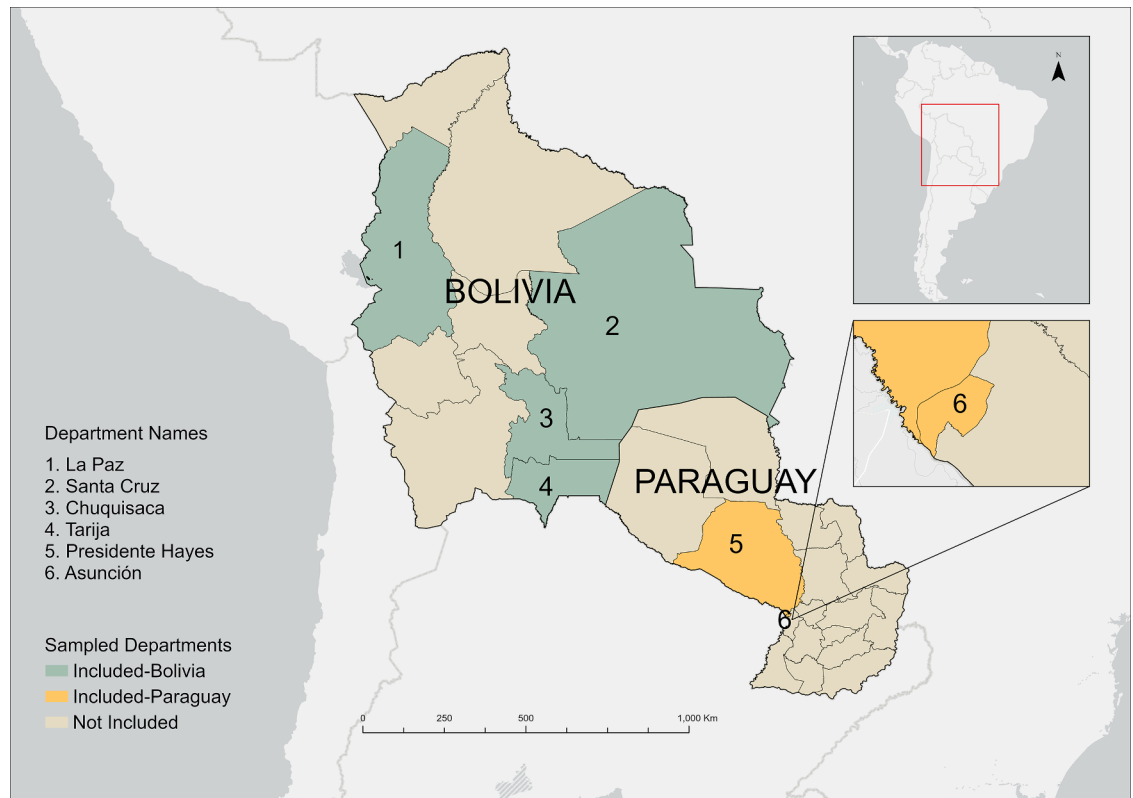 N
1
BOLIVIA
2
6
3
Department Names
1. La Paz
2. Santa Cruz
3. Chuquisaca
4. Tarija
5. Presidente Hayes
6. Asunción
4
PARAGUAY
5
6
Sampled Departments
Included-Bolivia
Included-Paraguay
Not Included
0 250 500 1,000 Km